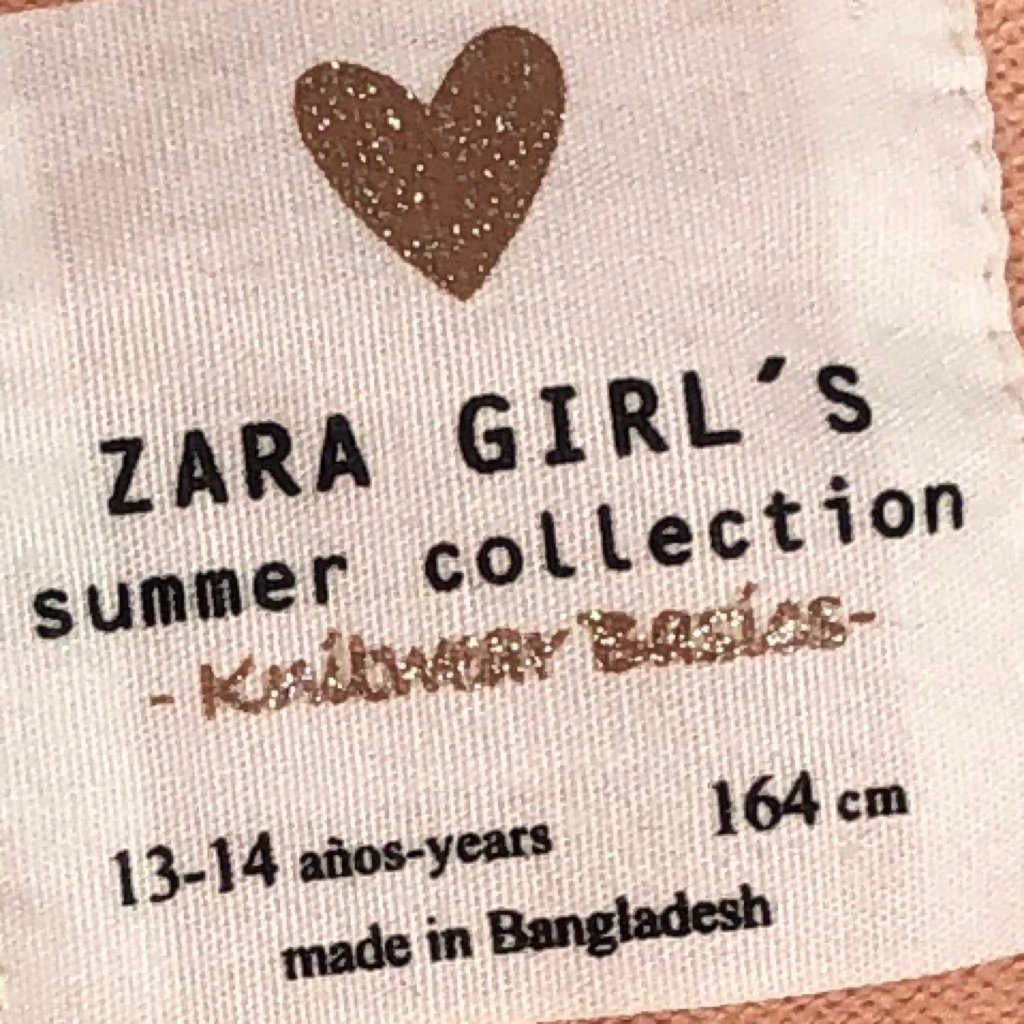 ZARA GIRL´S
summer collection
- Knitwear Basics -
13-14 años-years 164 cm
made in Bangladesh